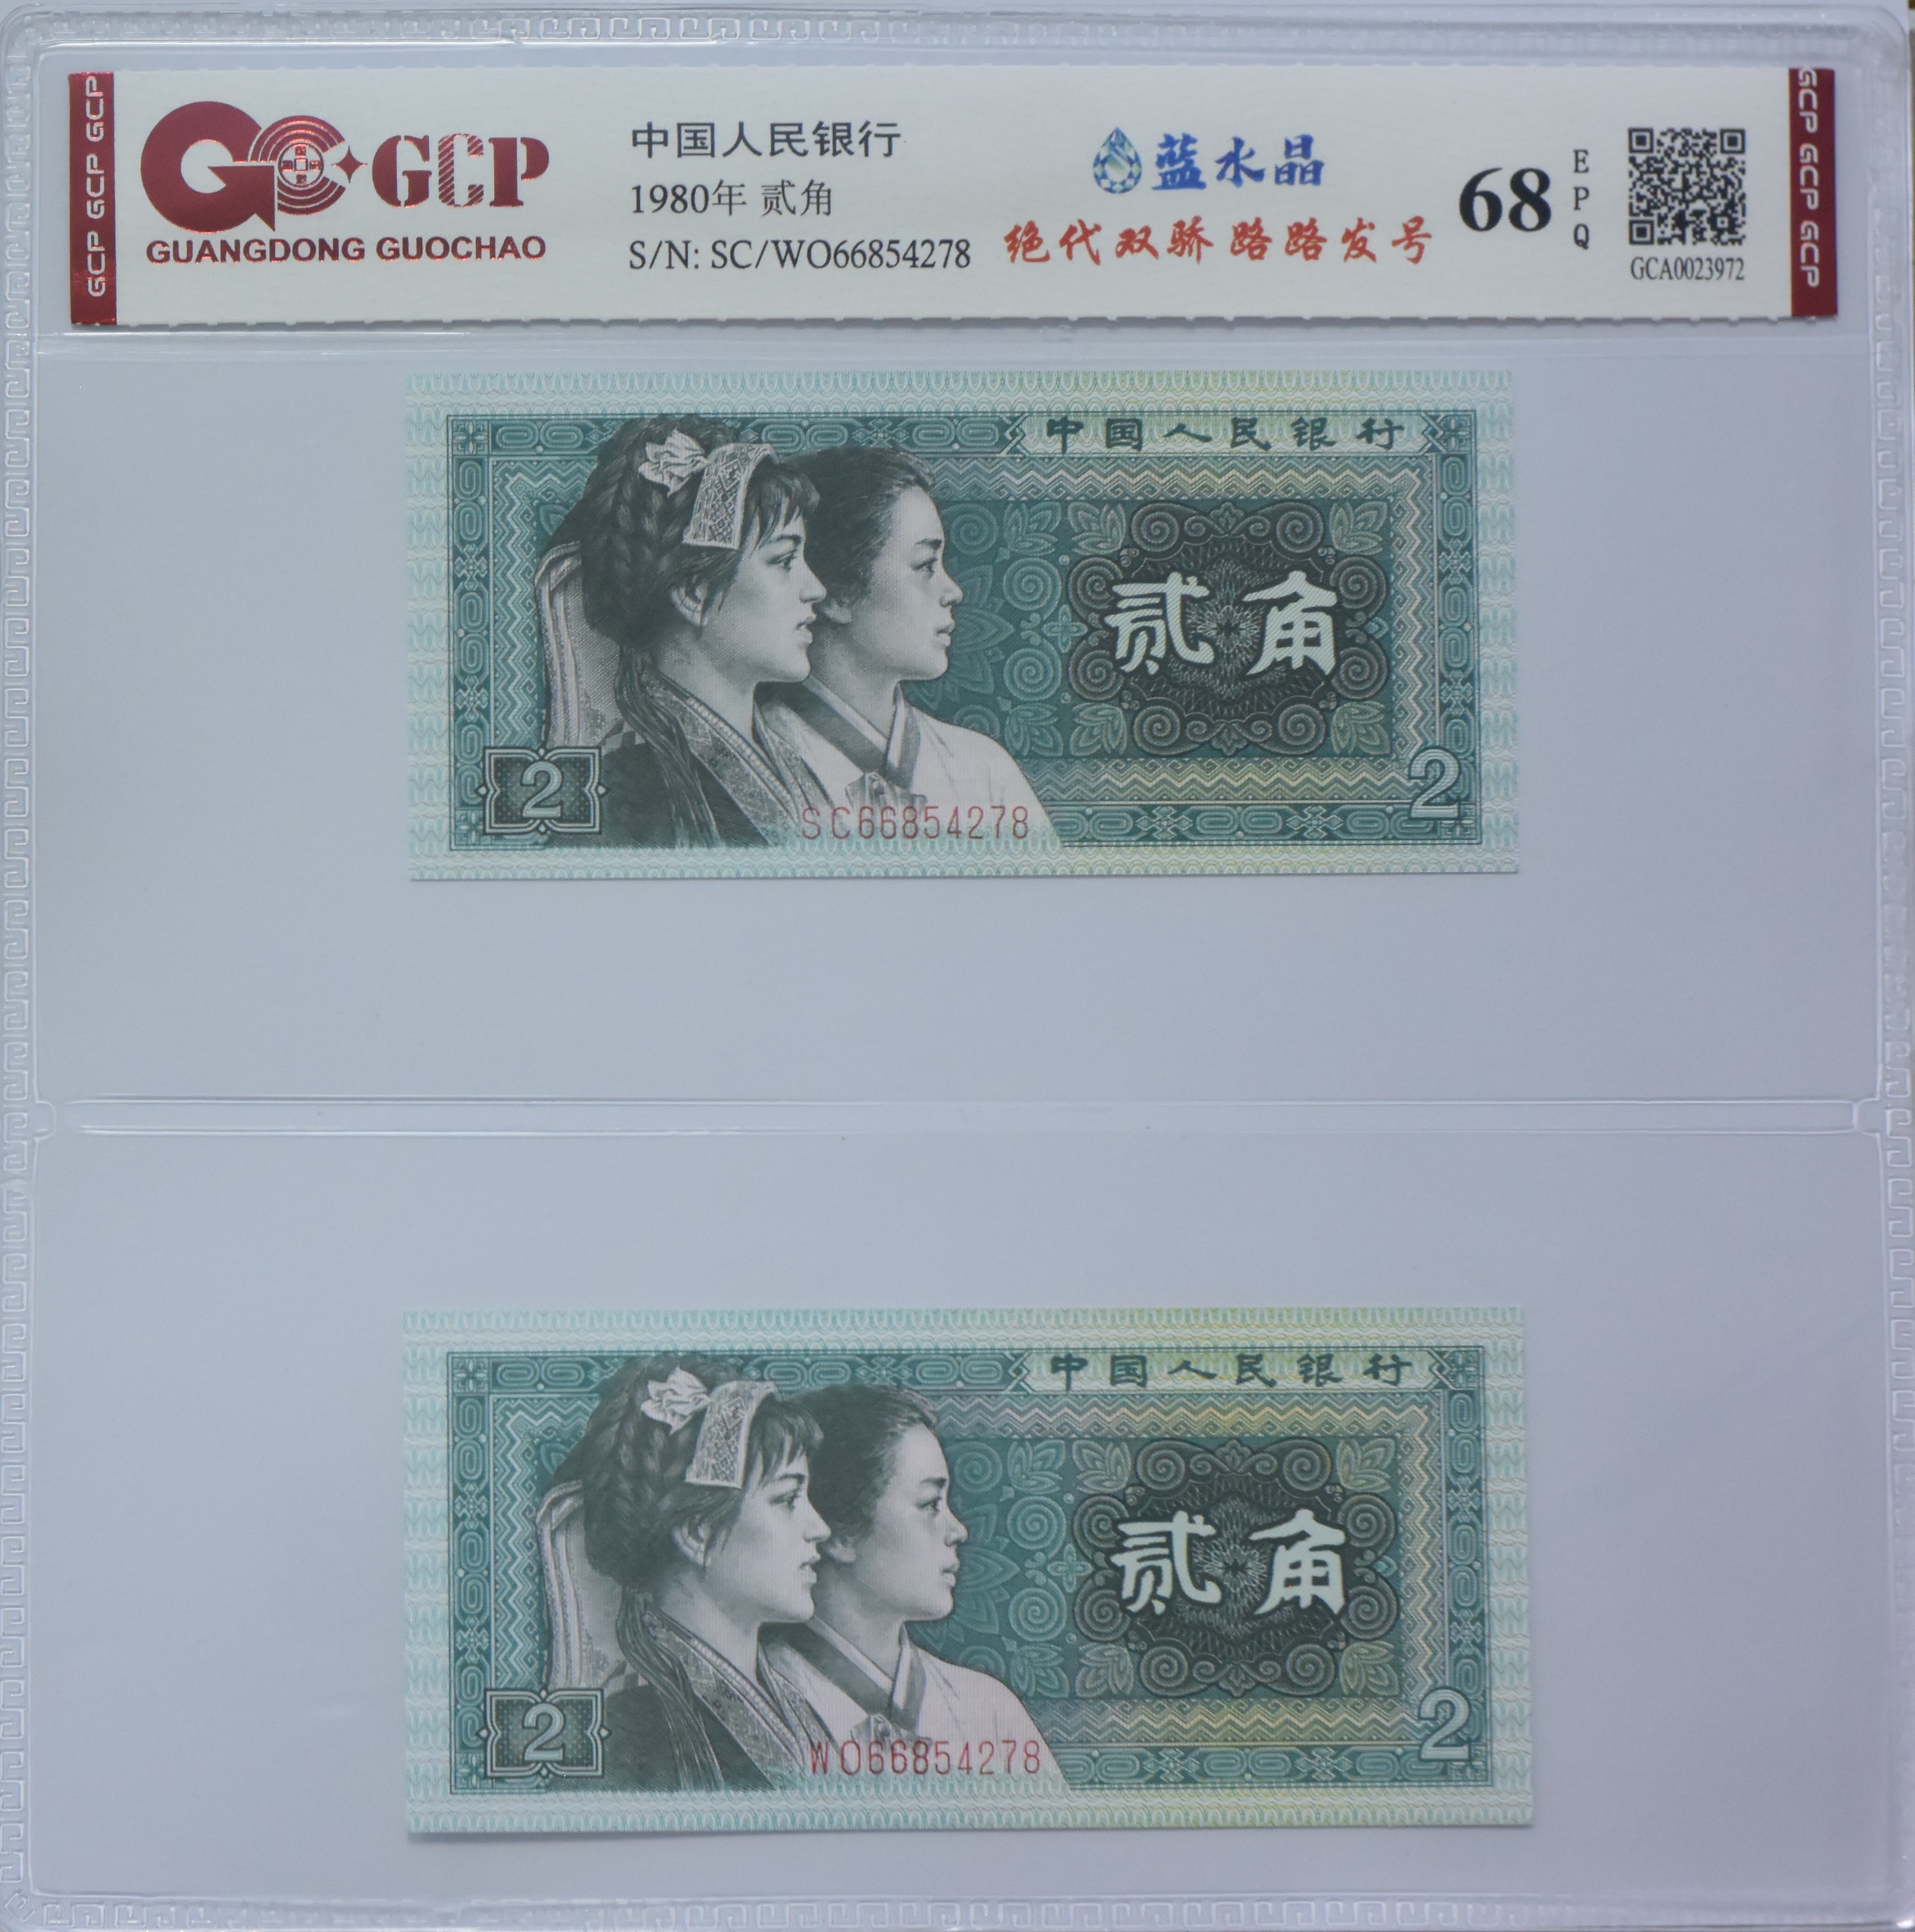 GCP GCP GCP
GCP
GUANGDONG GUOCHAO
中国人民银行
1980年 贰角
S/N: SC/WO66854278
蓝水晶
绝代双骄 路路发号
68
EPQ
GCA0023972
GCP GCP GCP
中国人民银行
贰角
2
SC66854278
2
中国人民银行
贰角
2
WO66854278
2